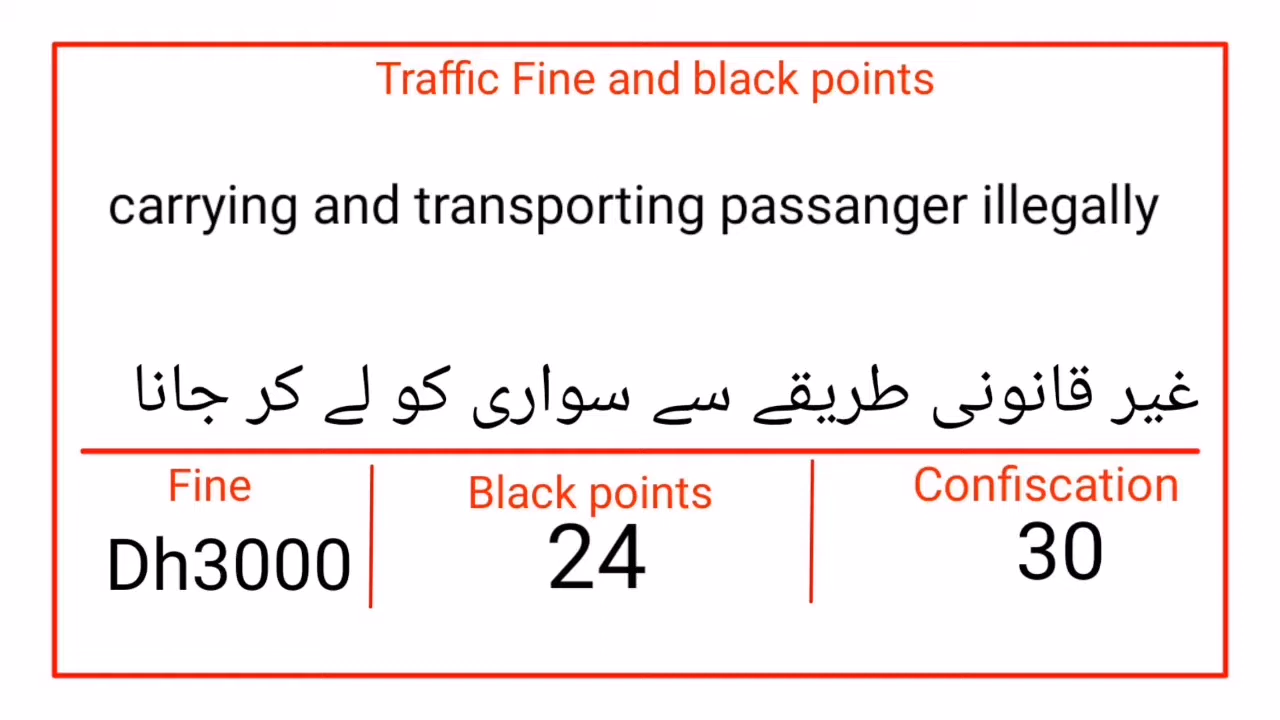 Traffic Fine and black points
carrying and transporting passanger illegally
غیر قانونی طریقے سے سواری کو لے کر جانا
Fine
Black points
Confiscation
Dh3000
24
30